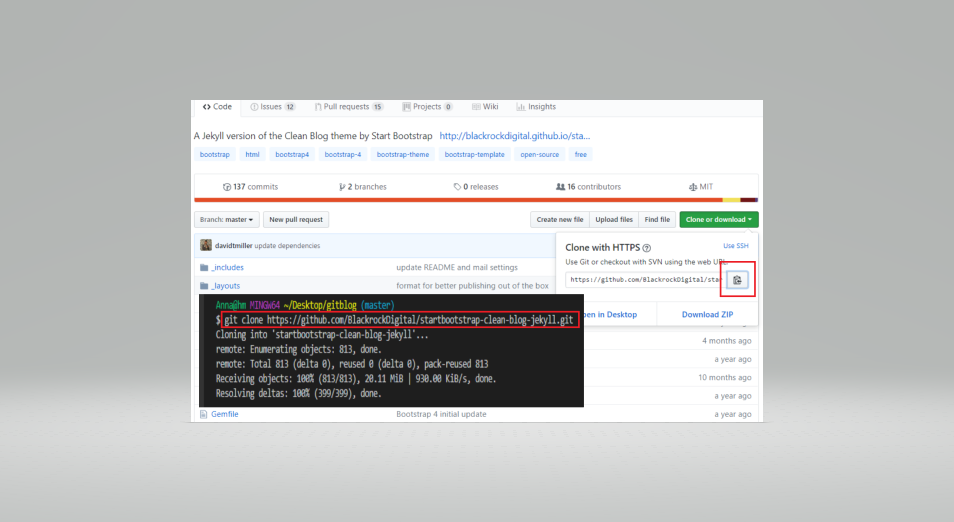 Code Issues 12 Pull requests 15 Projects 0 Wiki Insights
A Jekyll version of the Clean Blog theme by Start Bootstrap http://blackrockdigital.github.io/sta...
bootstrap html bootstrap4 bootstrap-4 bootstrap-theme bootstrap-template open-source free
137 commits 2 branches 0 releases 16 contributors MIT
Branch: master New pull request Create new file Upload files Find file Clone or download
davidtmiller update dependencies
Clone with HTTPS Use SSH
Use Git or checkout with SVN using the web URL.
_includes update README and mail settings
https://github.com/BlackrockDigital/star
_layouts format for better publishing out of the box
Anna@hm MINGW64 ~/Desktop/gitblog (master)
$ git clone https://github.com/BlackrockDigital/startbootstrap-clean-blog-jekyll.git
Cloning into 'startbootstrap-clean-blog-jekyll'...
remote: Enumerating objects: 813, done.
remote: Total 813 (delta 0), reused 0 (delta 0), pack-reused 813
Receiving objects: 100% (813/813), 20.11 MiB | 930.00 KiB/s, done.
Resolving deltas: 100% (399/399), done.
in Desktop Download ZIP
4 months ago
a year ago
10 months ago
a year ago
Gemfile Bootstrap 4 initial update a year ago